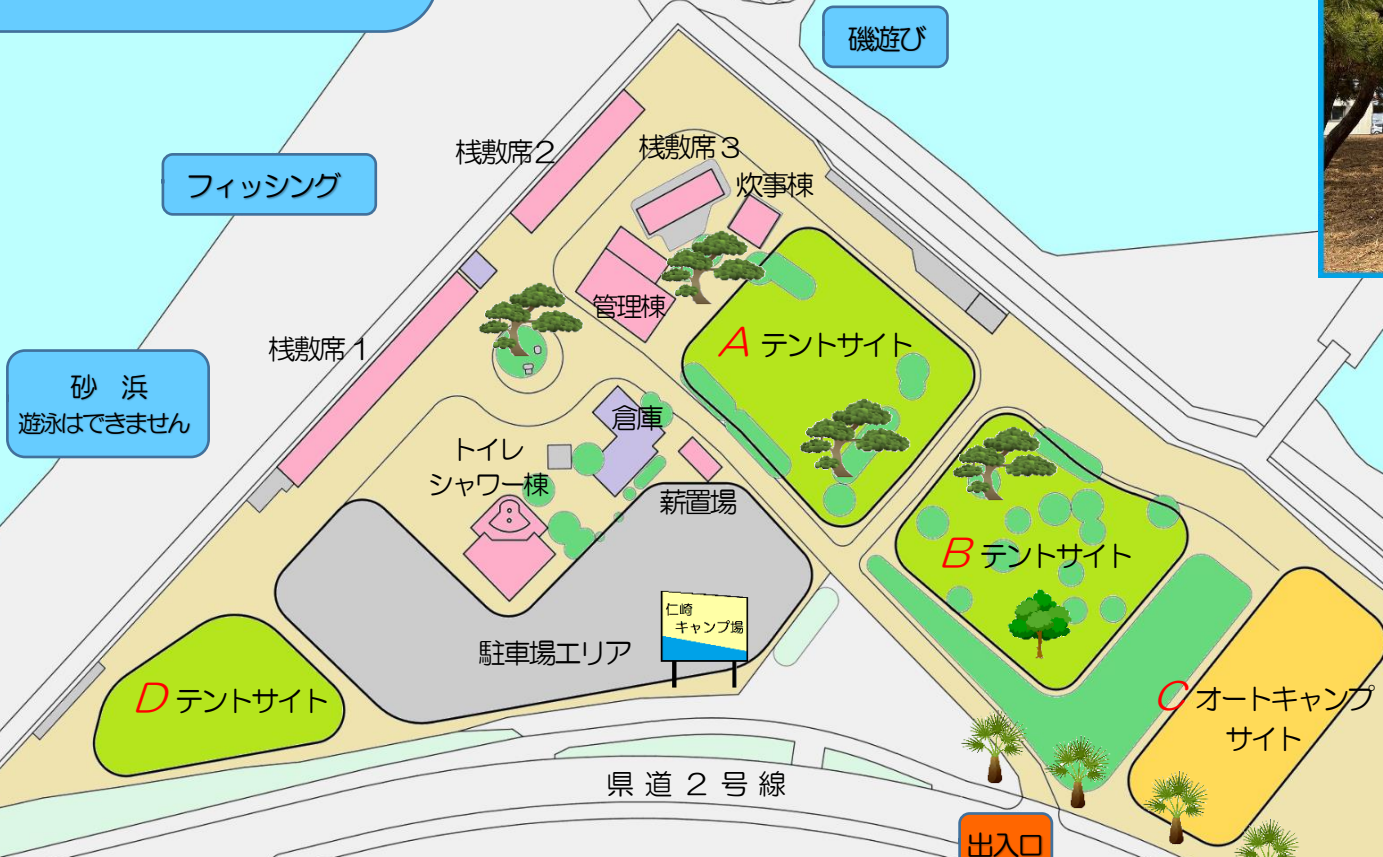 磯遊び
フィッシング
桟敷席２
桟敷席３
炊事棟
管理棟
桟敷席１
砂　浜
遊泳はできません
A テントサイト
倉庫
トイレ
シャワー棟
薪置場
B テントサイト
仁崎
キャンプ場
駐車場エリア
D テントサイト
C オートキャンプ
サイト
県 道 ２ 号 線
出入口